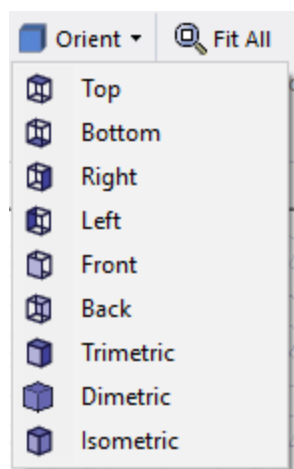 Orient Fit All
Top
Bottom
Right
Left
Front
Back
Trimetric
Dimetric
Isometric